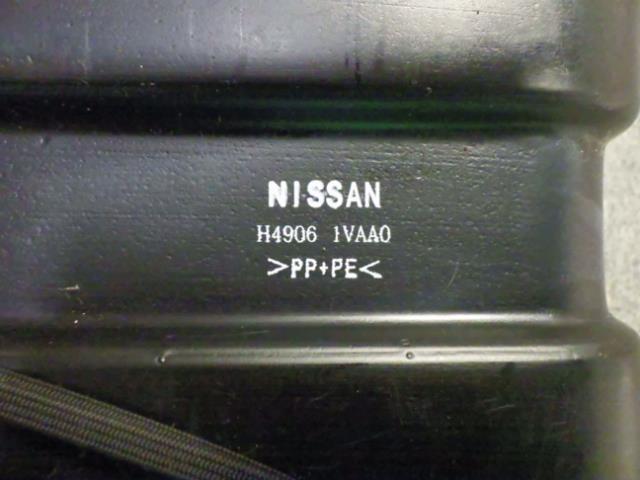 NISSAN
H4906 1VAA0
>PP+PE<